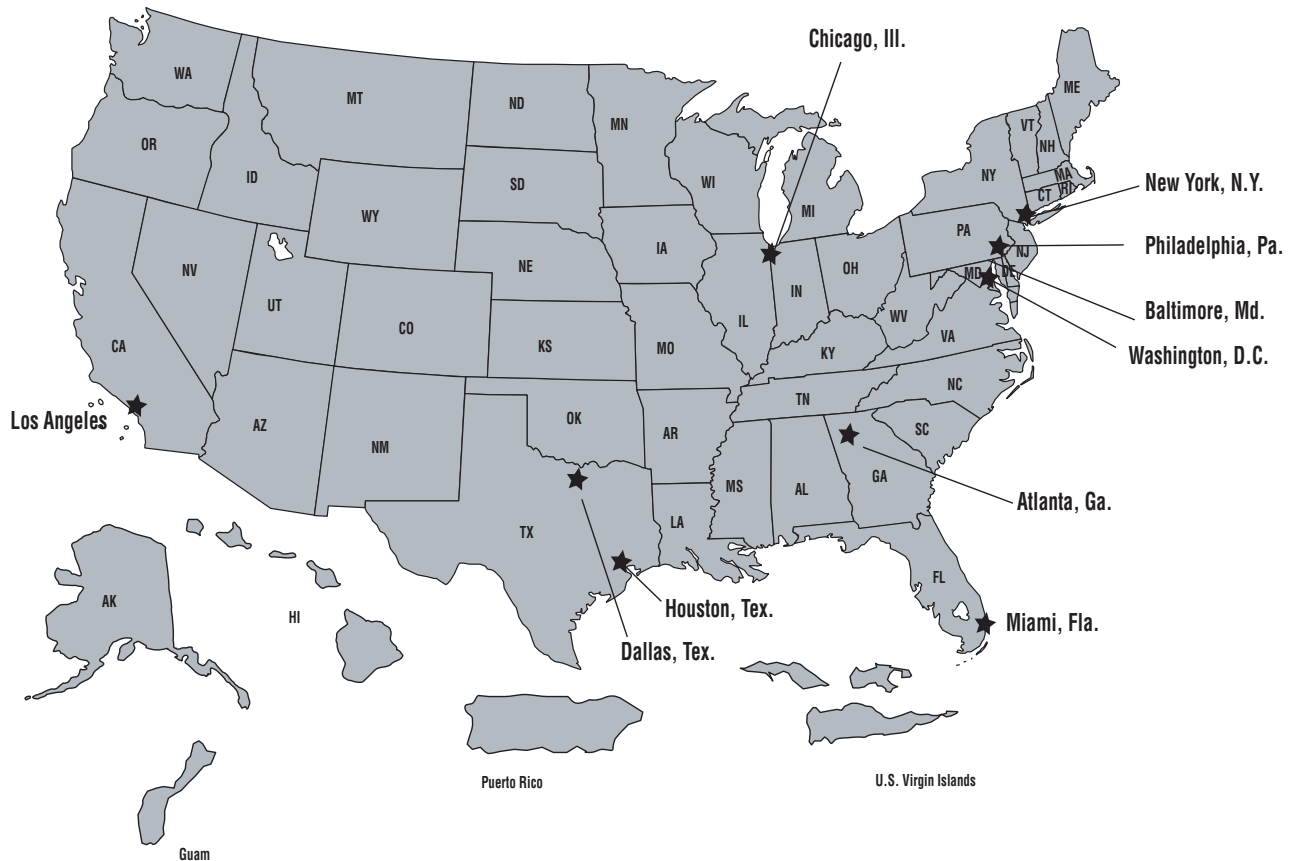 Chicago, Ill.
WA
MT
ND
MN
ME
VT
NH
OR
ID
SD
WI
MI
NY
MA
RI
CT
New York, N.Y.
WY
IA
PA
Philadelphia, Pa.
NV
NE
OH
NJ
MD
DE
UT
CO
IL
IN
WV
Baltimore, Md.
CA
KS
MO
KY
VA
Washington, D.C.
TN
NC
Los Angeles
AZ
NM
OK
AR
SC
MS
AL
GA
Atlanta, Ga.
TX
LA
AK
HI
FL
Houston, Tex.
Miami, Fla.
Dallas, Tex.
Puerto Rico
U.S. Virgin Islands
Guam